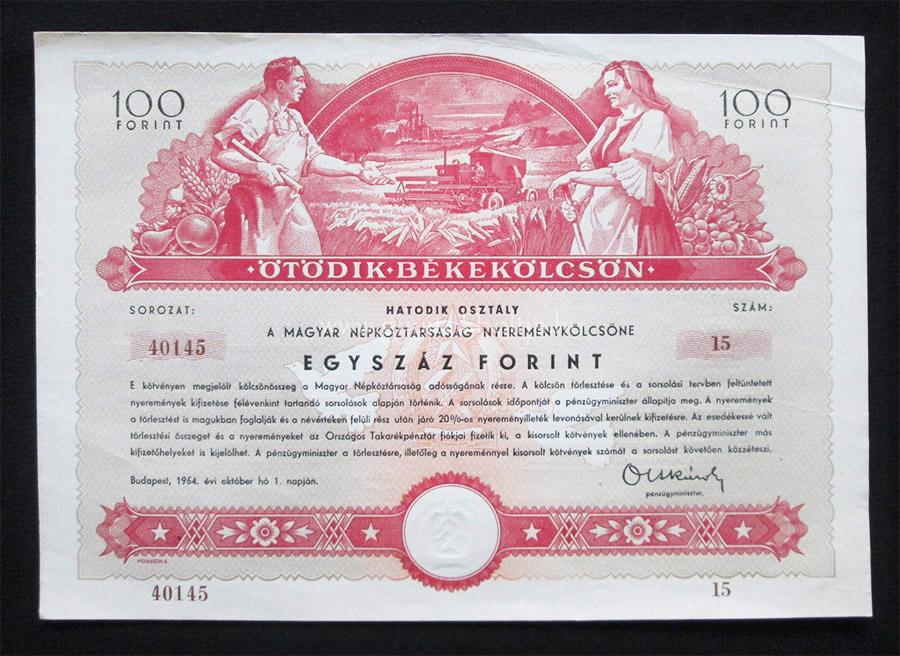 100
FORINT
100
FORINT
·ÖTÖDIK·BÉKEKÖLCSÖN·
SOROZAT:
HATODIK OSZTÁLY
SZÁM:
A MAGYAR NÉPKÖZTÁRSASÁG NYEREMÉNYKÖLCSÖNE
40145
15
EGYSZÁZ FORINT
E kötvényen megjelölt kölcsönösszeg a Magyar Népköztársaság adósságának része. A kölcsön törlesztése és a sorsolási tervben feltüntetett
nyeremények kifizetése félévenkint tartandó sorsolások alapján történik. A sorsolások időpontját a pénzügyminiszter állapítja meg. A nyeremények
a törlesztést is magukban foglalják és a névértéken felüli rész után járó 20%-os nyereményilleték levonásával kerülnek kifizetésre. Az esedékessé vált
törlesztési összeget és a nyereményeket az Országos Takarékpénztár fiókjai fizetik ki, a kisorsolt kötvények ellenében. A pénzügyminiszter más
kifizetőhelyeket is kijelölhet. A pénzügyminiszter a törlesztésre, illetőleg a nyereménnyel kisorsolt kötvények számát a sorsolást követően közzéteszi.
Budapest, 1954. évi október hó 1. napján.
Olt Károly
pénzügyminiszter.
HORVÁTH E.
40145
15